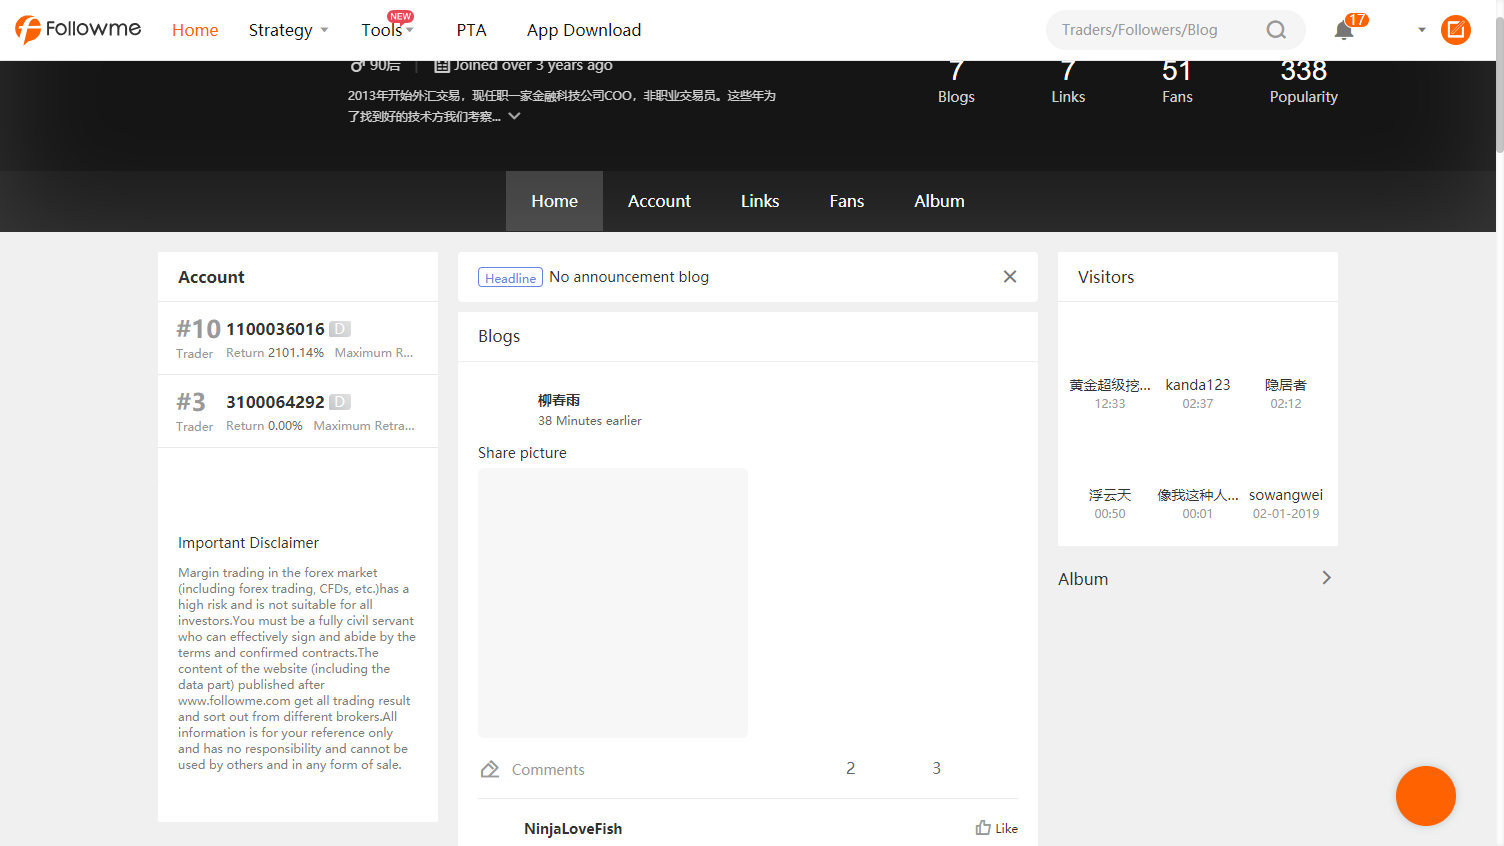 Followme
Home
Strategy
Tools
NEW
PTA
App Download
Traders/Followers/Blog
17
90后
Joined over 3 years ago
2013年开始外汇交易，现任职一家金融科技公司COO，非职业交易员。这些年为
了找到好的技术方我们考察...
7
Blogs
7
Links
51
Fans
338
Popularity
Home
Account
Links
Fans
Album
Account
#10
Trader
1100036016 D
Return 2101.14% Maximum R...
#3
Trader
3100064292 D
Return 0.00% Maximum Retra...
Important Disclaimer
Margin trading in the forex market
(including forex trading, CFDs, etc.)has a
high risk and is not suitable for all
investors.You must be a fully civil servant
who can effectively sign and abide by the
terms and confirmed contracts.The
content of the website (including the
data part) published after
www.followme.com get all trading result
and sort out from different brokers.All
information is for your reference only
and has no responsibility and cannot be
used by others and in any form of sale.
Headline No announcement blog
Blogs
柳春雨
38 Minutes earlier
Share picture
Comments
2
3
NinjaLoveFish
Like
Visitors
黄金超级挖...
12:33
kanda123
02:37
隐居者
02:12
浮云天
00:50
像我这种人...
00:01
sowangwei
02-01-2019
Album